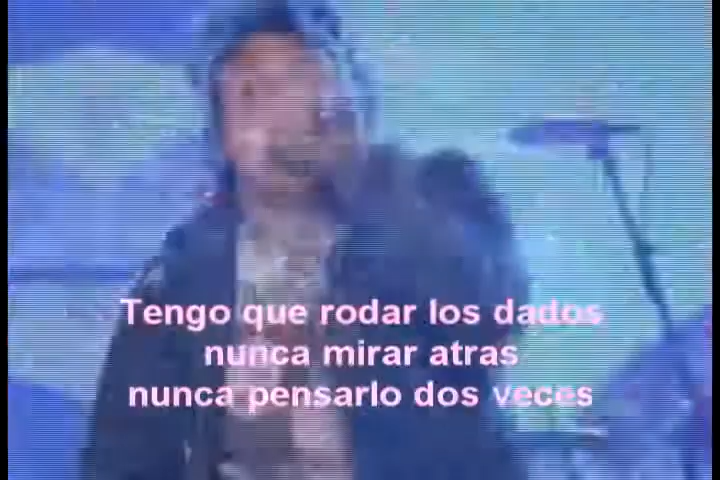 Tengo que rodar los dados
nunca mirar atras
nunca pensarlo dos veces